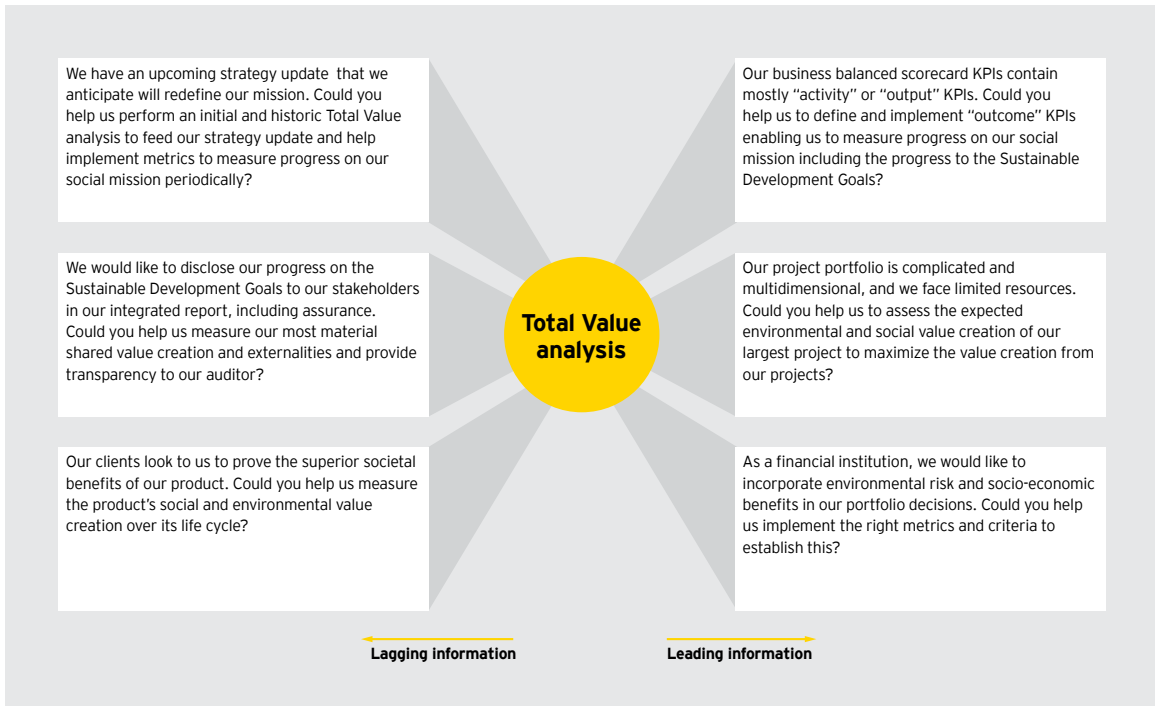 We have an upcoming strategy update  that we
anticipate will redefine our mission. Could you
help us perform an initial and historic Total Value
analysis to feed our strategy update and help
implement metrics to measure progress on our
social mission periodically?
We would like to disclose our progress on the
Sustainable Development Goals to our stakeholders
in our integrated report, including assurance.
Could you help us measure our most material
shared value creation and externalities and provide
transparency to our auditor?
Our clients look to us to prove the superior societal
benefits of our product. Could you help us measure
the product's social and environmental value
creation over its life cycle?
Total Value
analysis
Our business balanced scorecard KPIs contain
mostly “activity” or “output” KPIs. Could you
help us to define and implement “outcome” KPIs
enabling us to measure progress on our social
mission including the progress to the Sustainable
Development Goals?
Our project portfolio is complicated and
multidimensional, and we face limited resources.
Could you help us to assess the expected
environmental and social value creation of our
largest project to maximize the value creation from
our projects?
As a financial institution, we would like to
incorporate environmental risk and socio-economic
benefits in our portfolio decisions. Could you help
us implement the right metrics and criteria to
establish this?
Lagging information
Leading information